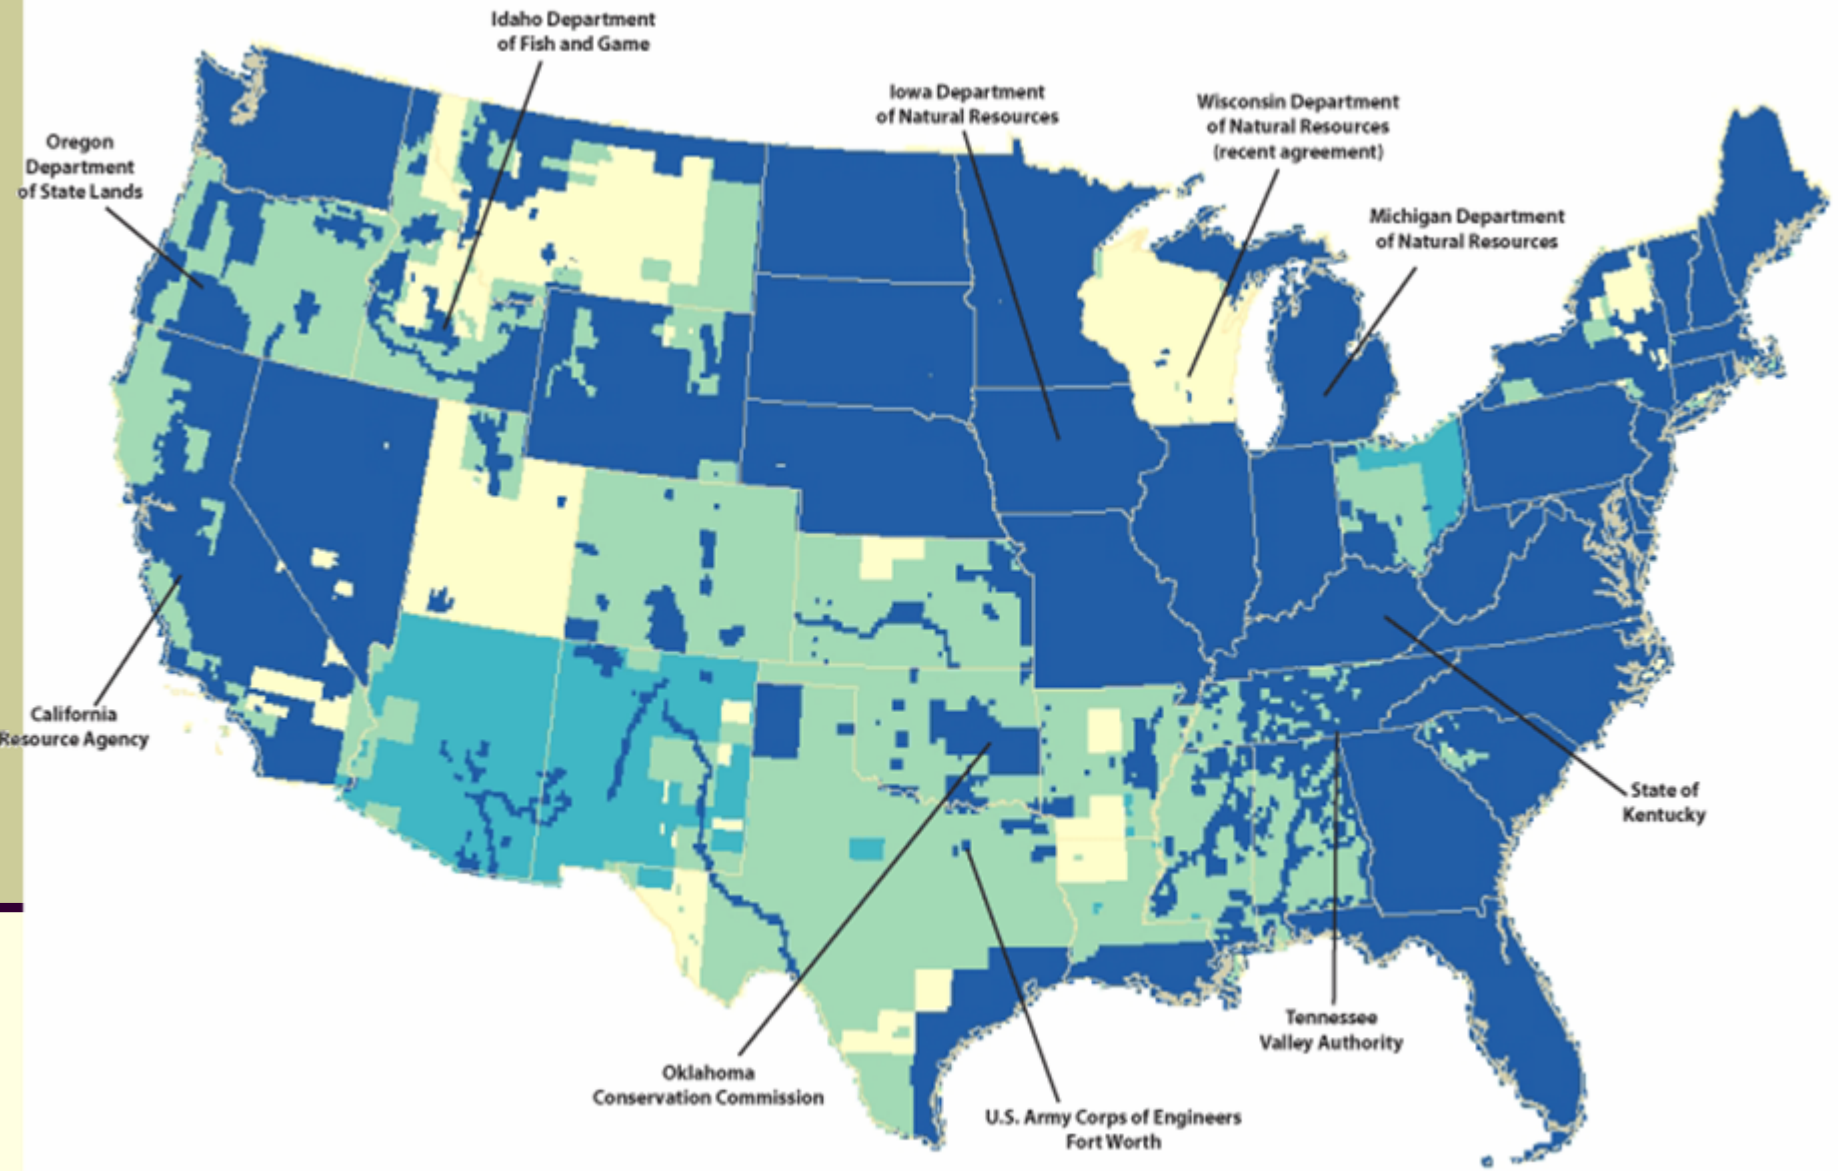 Idaho Department
of Fish and Game
Iowa Department
of Natural Resources
Wisconsin Department
of Natural Resources
(recent agreement)
Oregon
Department
of State Lands
Michigan Department
of Natural Resources
California
Resource Agency
State of
Kentucky
Tennessee
Valley Authority
Oklahoma
Conservation Commission
U.S. Army Corps of Engineers
Fort Worth